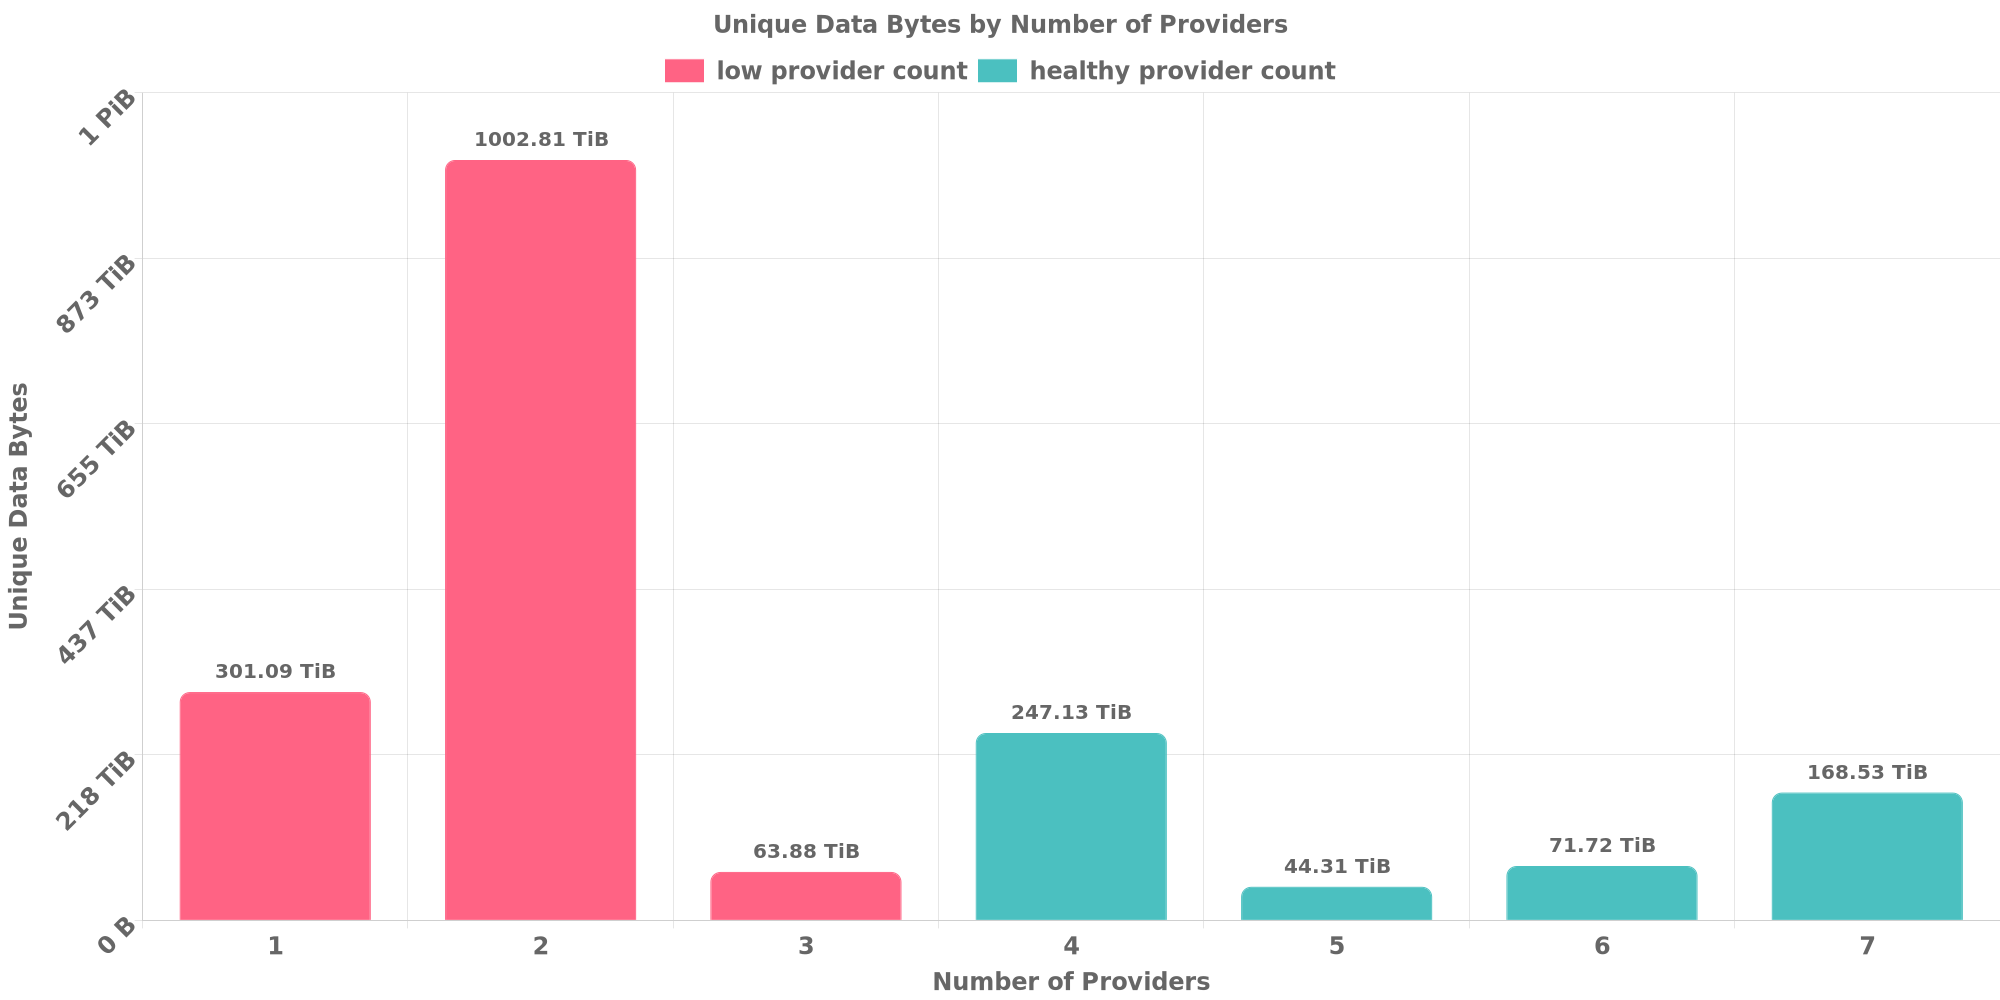 Unique Data Bytes by Number of Providers
low provider count
healthy provider count
Unique Data Bytes
1 PiB
873 TiB
655 TiB
437 TiB
218 TiB
0 B
301.09 TiB
1002.81 TiB
63.88 TiB
247.13 TiB
44.31 TiB
71.72 TiB
168.53 TiB
1 2 3 4 5 6 7
Number of Providers